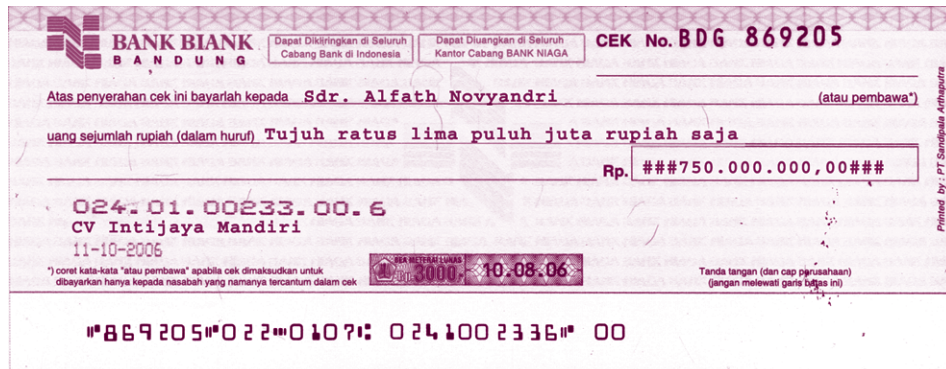 BANK BIANK
BANDUNG
Dapat Dikliringkan di Seluruh
Cabang Bank di Indonesia
Dapat Diuangkan di Seluruh
Kantor Cabang BANK NIAGA
CEK No. BDG 869205
Atas penyerahan cek ini bayarlah kepada Sdr. Alfath Novyandri (atau pembawa*)
uang sejumlah rupiah (dalam huruf) Tujuh ratus lima puluh juta rupiah saja
Rp. ###750.000.000,00###
024.01.00233.00.6
CV Intijaya Mandiri
11-10-2006
*) coret kata-kata "atau pembawa" apabila cek dimaksudkan untuk
dibayarkan hanya kepada nasabah yang namanya tercantum dalam cek
BEA METERAI LUNAS
Rp. 3000,- 10.08.06
Tanda tangan (dan cap perusahaan)
(jangan melewati garis batas ini)
Printed : PT Sandipala
⑈869205⑈022⑉0107⑆ 0241002336⑈ 00